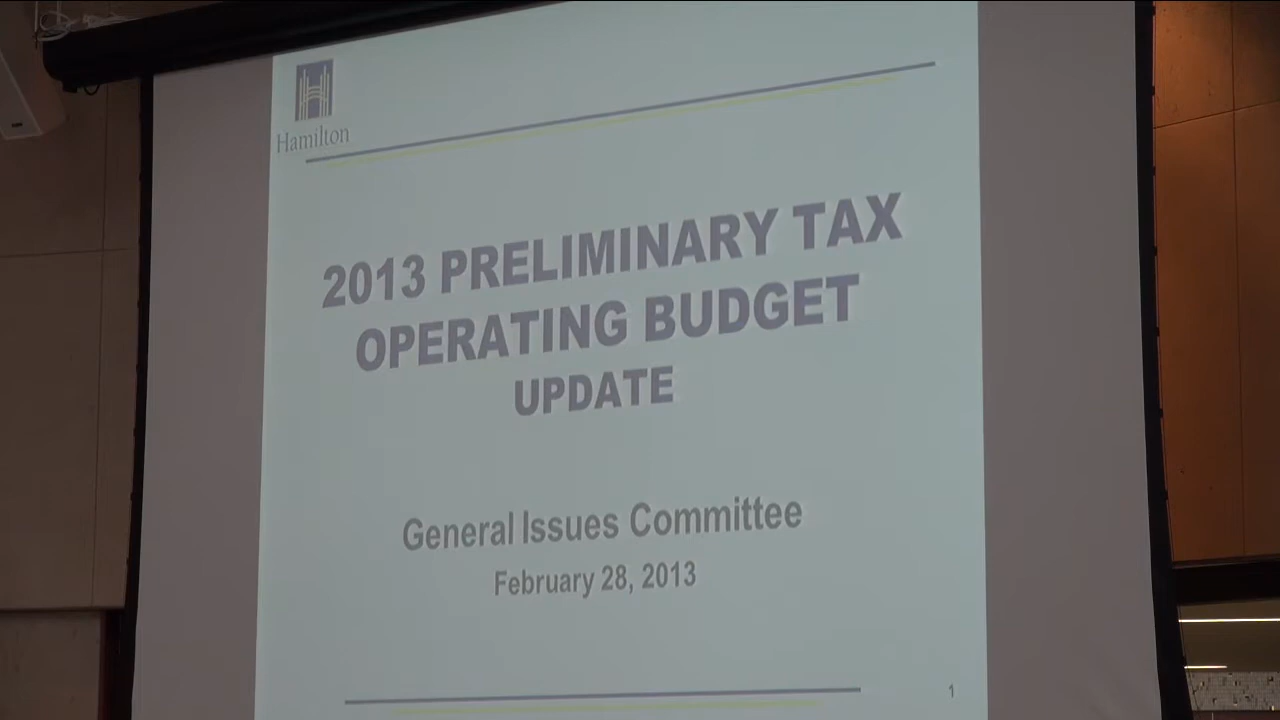 Hamilton
2013 PRELIMINARY TAX
OPERATING BUDGET
UPDATE
General Issues Committee
February 28, 2013
1